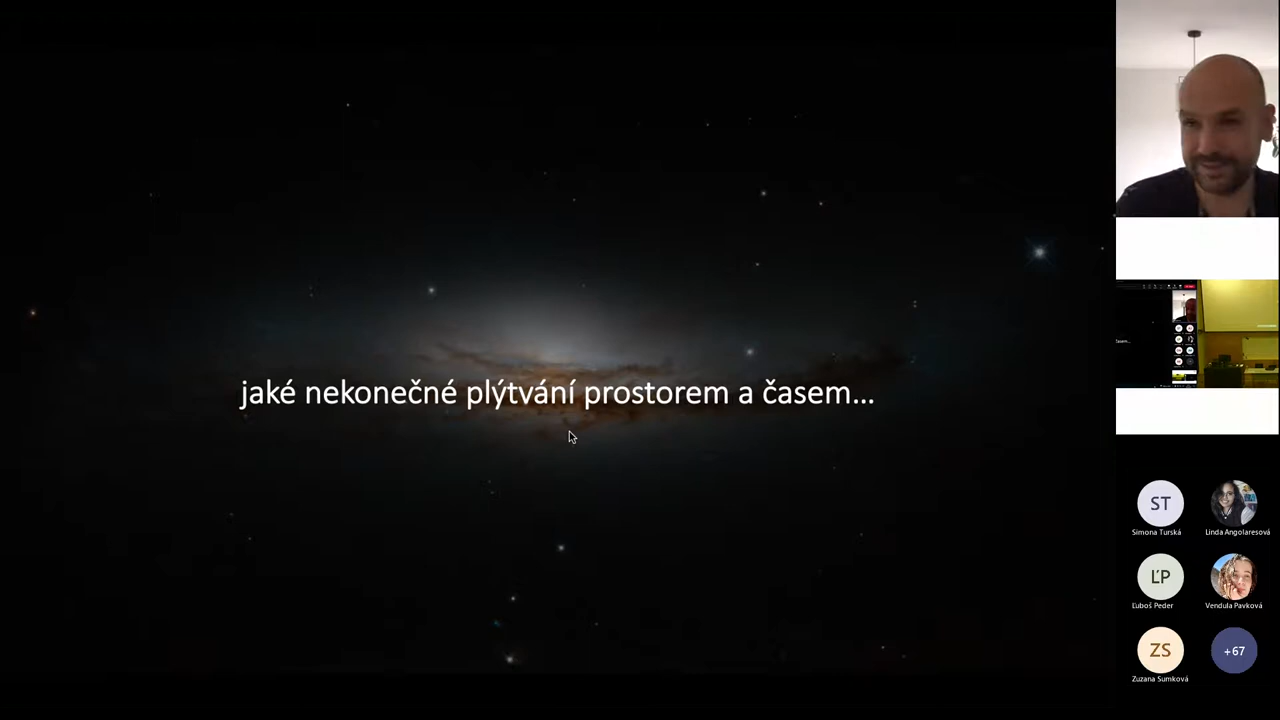 jaké nekonečné plýtvání prostorem a časem...
ST
Simona Turská
Linda Angolaresová
ĽP
Ľuboš Peder
Vendula Pavková
ZS
Zuzana Sumková
+67